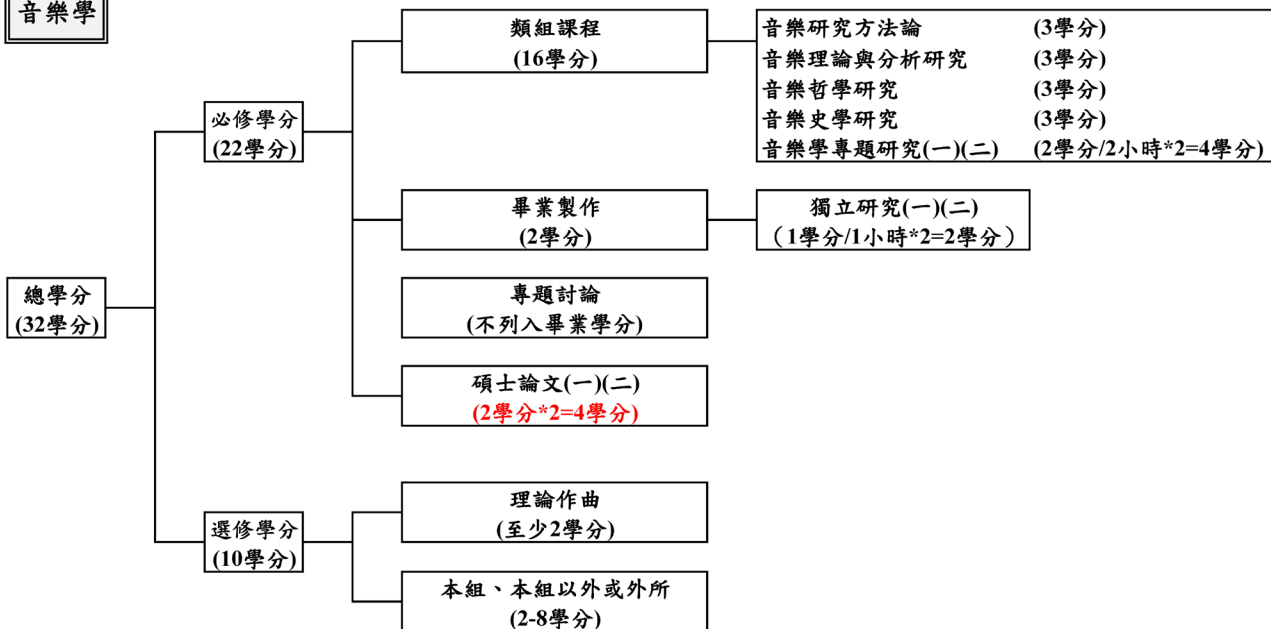 音樂學
總學分
(32學分)
必修學分
(22學分)
類組課程
(16學分)
音樂研究方法論 (3學分)
音樂理論與分析研究 (3學分)
音樂哲學研究 (3學分)
音樂史學研究 (3學分)
音樂學專題研究(一)(二) (2學分/2小時*2=4學分)
畢業製作
(2學分)
獨立研究(一)(二)
（1學分/1小時*2=2學分）
專題討論
(不列入畢業學分)
碩士論文(一)(二)
(2學分*2=4學分)
選修學分
(10學分)
理論作曲
(至少2學分)
本組、本組以外或外所
(2-8學分)